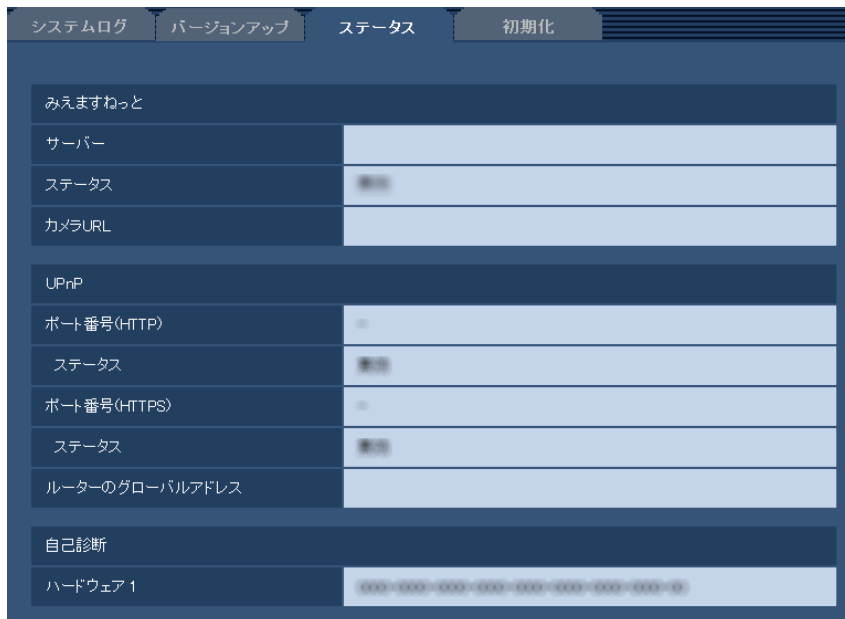 システムログ バージョンアップ ステータス 初期化
みえますねっと
サーバー
ステータス
カメラURL
UPnP
ポート番号(HTTP)
ステータス
ポート番号(HTTPS)
ステータス
ルーターのグローバルアドレス
自己診断
ハードウェア1